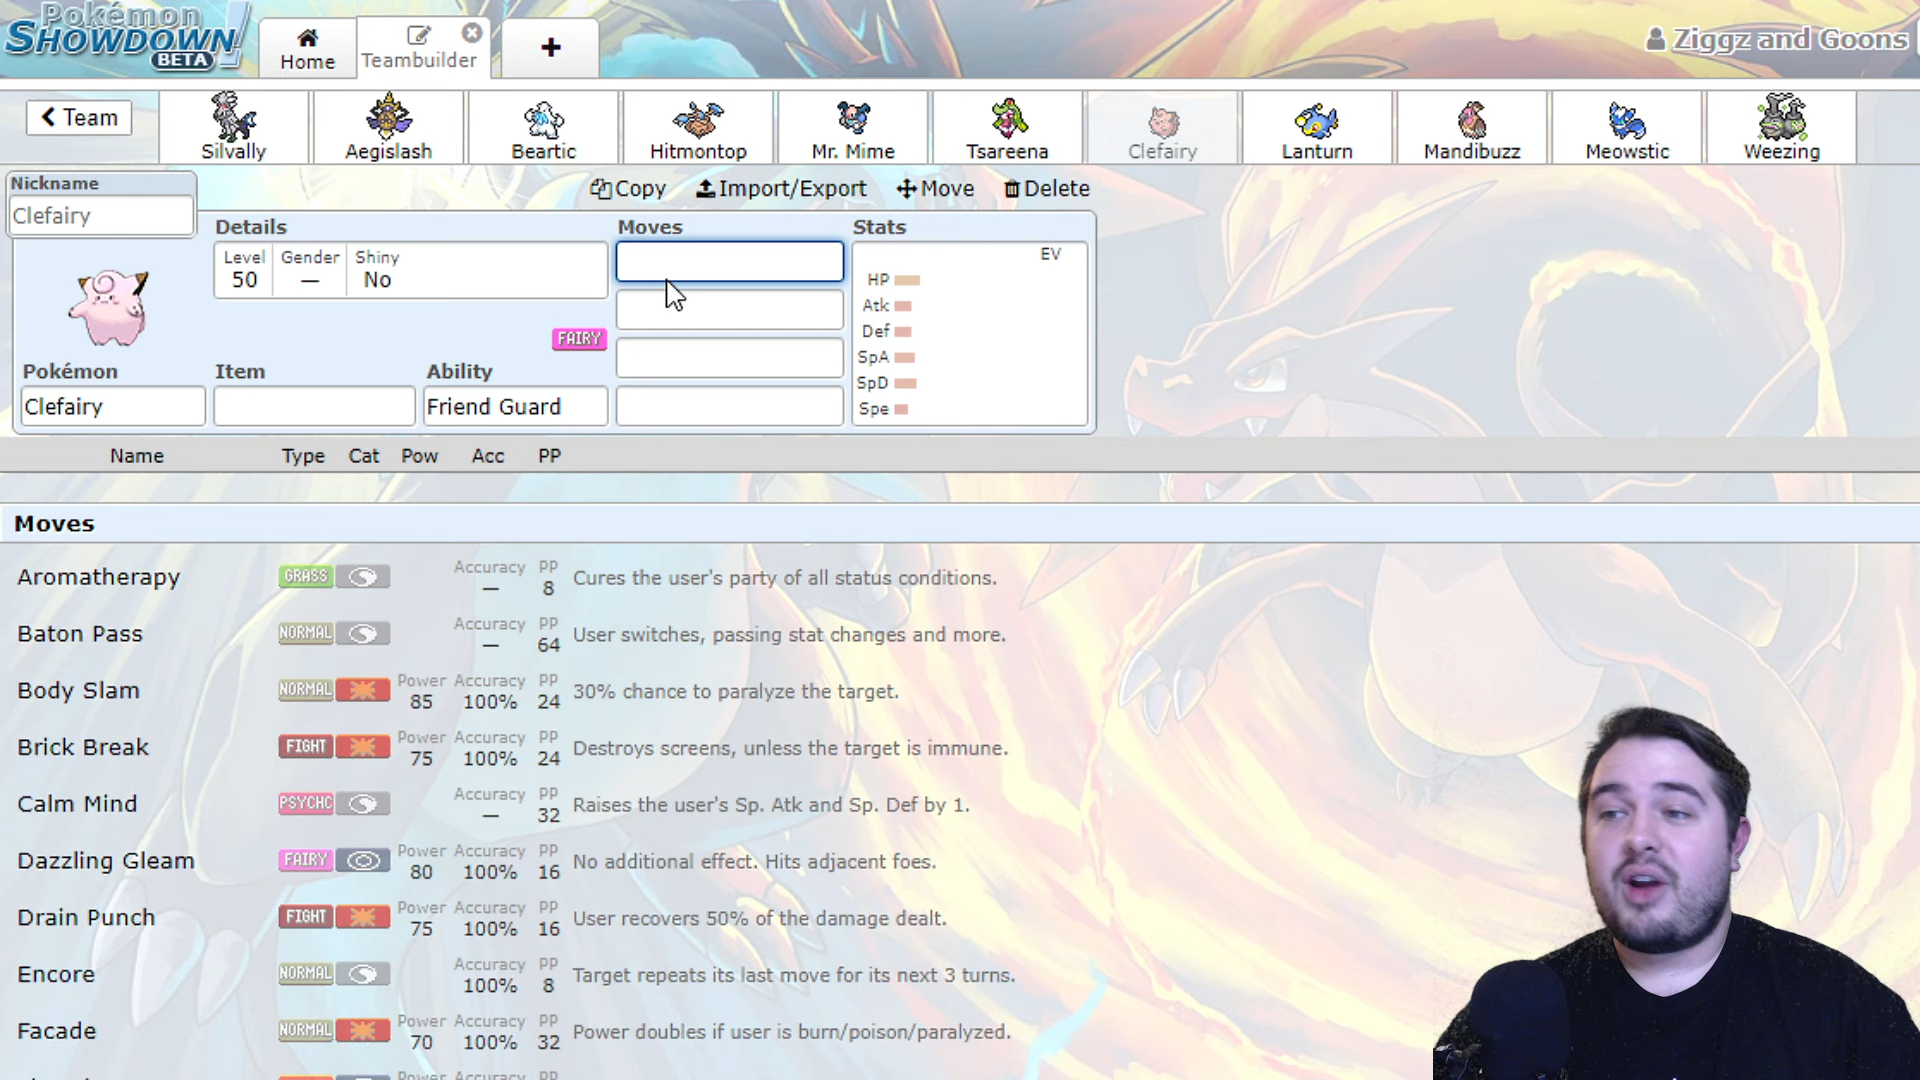 Pokémon
SHOWDOWN!
BETA
Home
Teambuilder
+
Ziggz and Goons
Team
Silvally
Aegislash
Beartic
Hitmontop
Mr. Mime
Tsareena
Clefairy
Lanturn
Mandibuzz
Meowstic
Weezing
Nickname
Clefairy
Copy Import/Export Move Delete
Details Moves Stats
Level Gender Shiny
50 — No
EV
HP
Atk
Def
SpA
SpD
Spe
FAIRY
Pokémon Item Ability
Clefairy Friend Guard
Name Type Cat Pow Acc PP
Moves
Aromatherapy GRASS Accuracy — PP 8 Cures the user's party of all status conditions.
Baton Pass NORMAL Accuracy — PP 64 User switches, passing stat changes and more.
Body Slam NORMAL Power 85 Accuracy 100% PP 24 30% chance to paralyze the target.
Brick Break FIGHT Power 75 Accuracy 100% PP 24 Destroys screens, unless the target is immune.
Calm Mind PSYCHC Accuracy — PP 32 Raises the user's Sp. Atk and Sp. Def by 1.
Dazzling Gleam FAIRY Power 80 Accuracy 100% PP 16 No additional effect. Hits adjacent foes.
Drain Punch FIGHT Power 75 Accuracy 100% PP 16 User recovers 50% of the damage dealt.
Encore NORMAL Accuracy 100% PP 8 Target repeats its last move for its next 3 turns.
Facade NORMAL Power 70 Accuracy 100% PP 32 Power doubles if user is burn/poison/paralyzed.
Power Accuracy PP